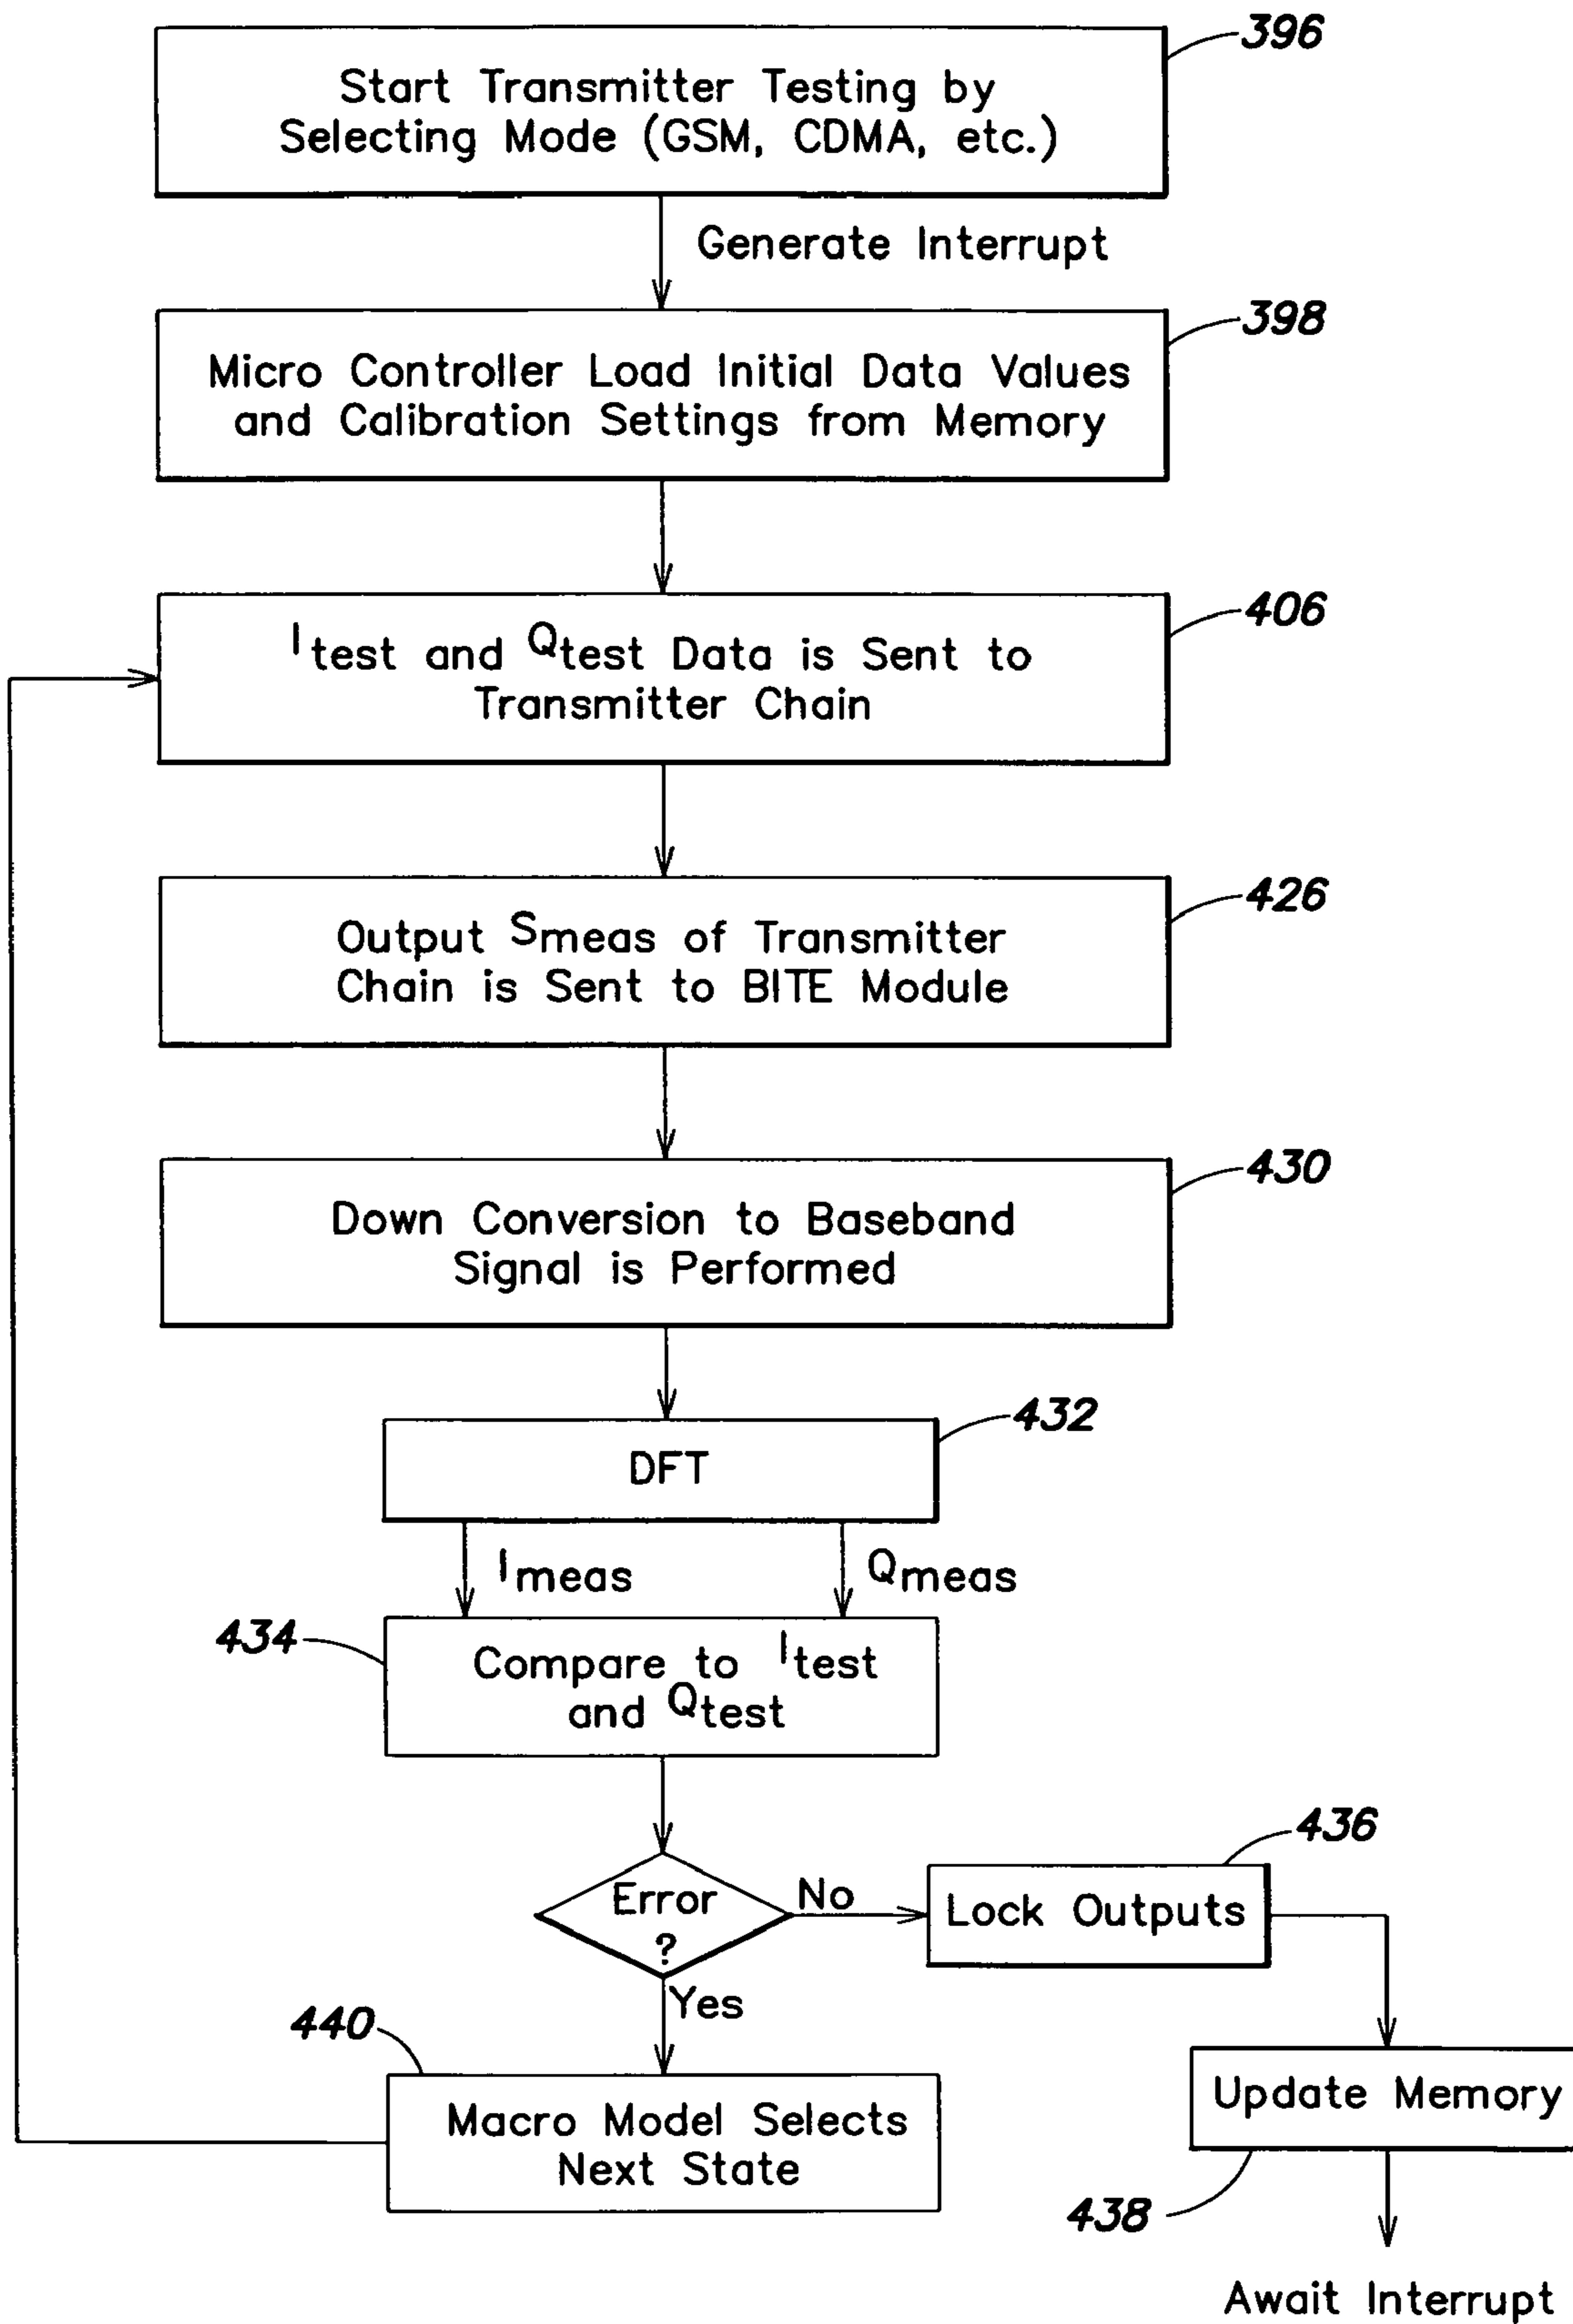 396
Start Transmitter Testing by
Selecting Mode (GSM, CDMA, etc.)
Generate Interrupt
398
Micro Controller Load Initial Data Values
and Calibration Settings from Memory
406
Itest and Qtest Data is Sent to
Transmitter Chain
426
Output Smeas of Transmitter
Chain is Sent to BITE Module
430
Down Conversion to Baseband
Signal is Performed
432
DFT
Imeas
Qmeas
434
Compare to Itest
and Qtest
Error
?
No
436
Lock Outputs
Yes
440
Macro Model Selects
Next State
Update Memory
438
Await Interrupt